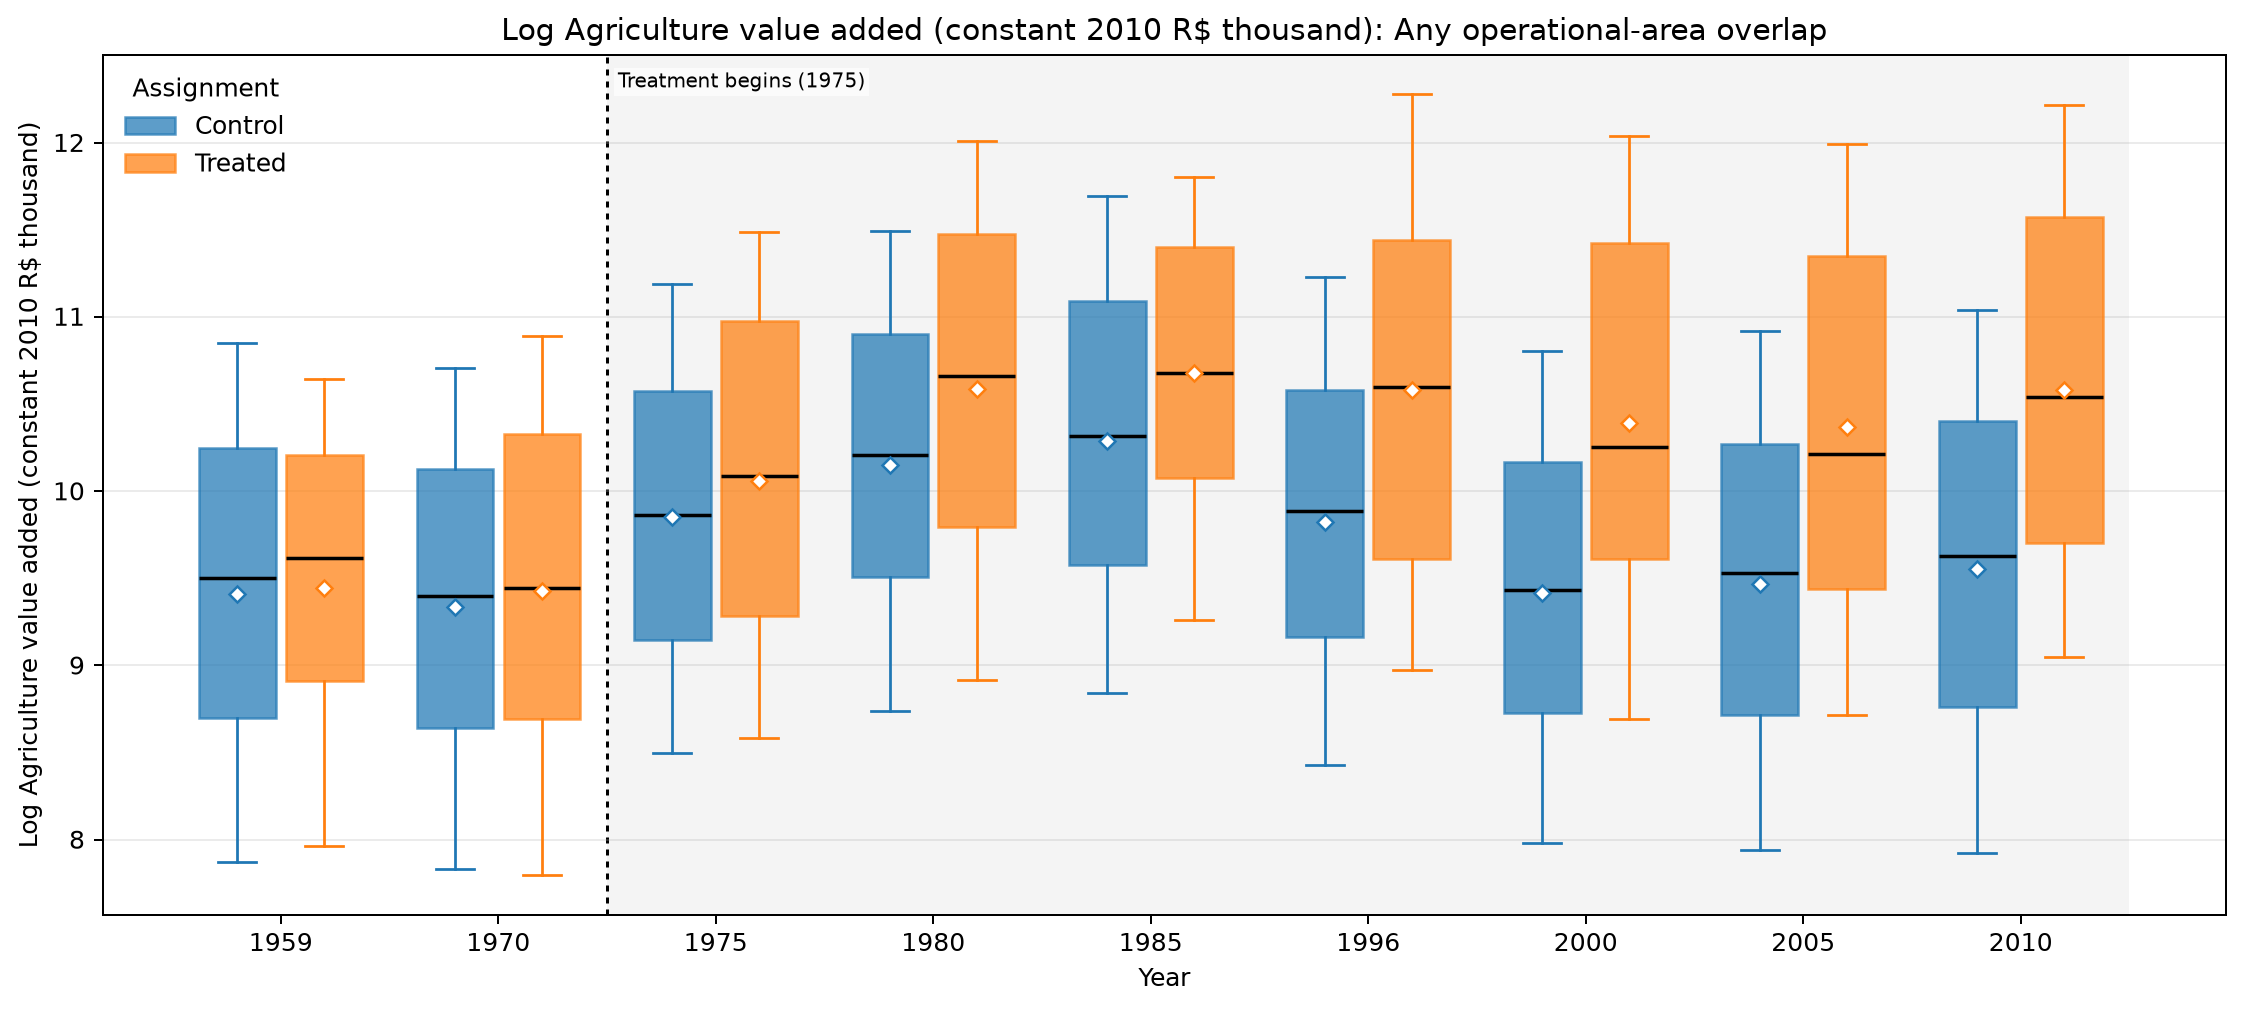 Log Agriculture value added (constant 2010 R$ thousand): Any operational-area overlap
Treatment begins (1975)
Assignment
Control
Treated
Log Agriculture value added (constant 2010 R$ thousand)
12
11
10
9
8
1959 1970 1975 1980 1985 1996 2000 2005 2010
Year